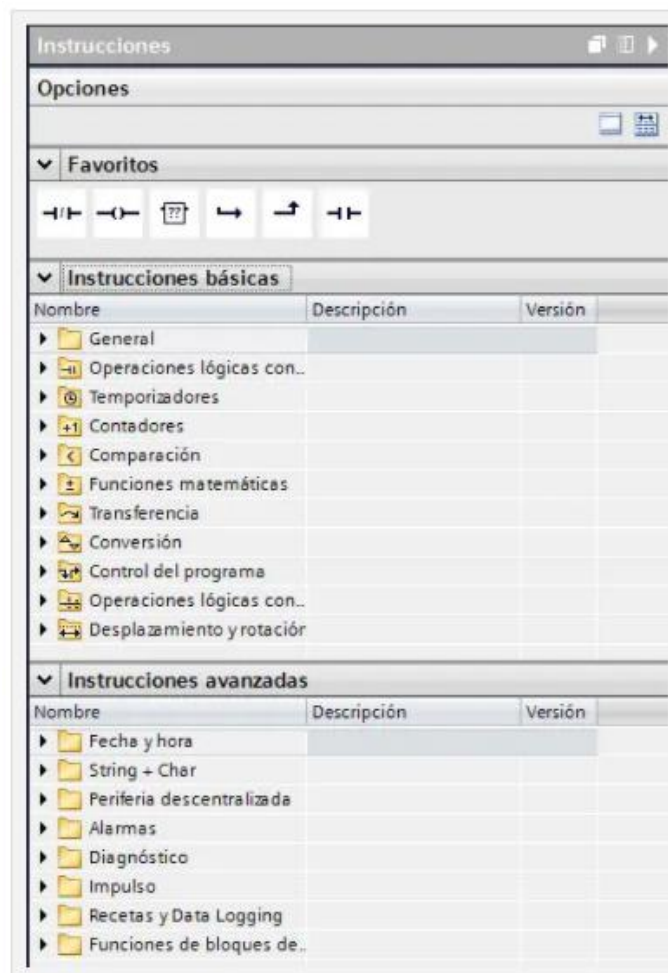 Instrucciones
Opciones
Favoritos
??
Instrucciones básicas
Nombre Descripción Versión
General
Operaciones lógicas con...
Temporizadores
+1 Contadores
Comparación
Funciones matemáticas
Transferencia
Conversión
Control del programa
Operaciones lógicas con...
Desplazamiento y rotación
Instrucciones avanzadas
Nombre Descripción Versión
Fecha y hora
String + Char
Periferia descentralizada
Alarmas
Diagnóstico
Impulso
Recetas y Data Logging
Funciones de bloques de..